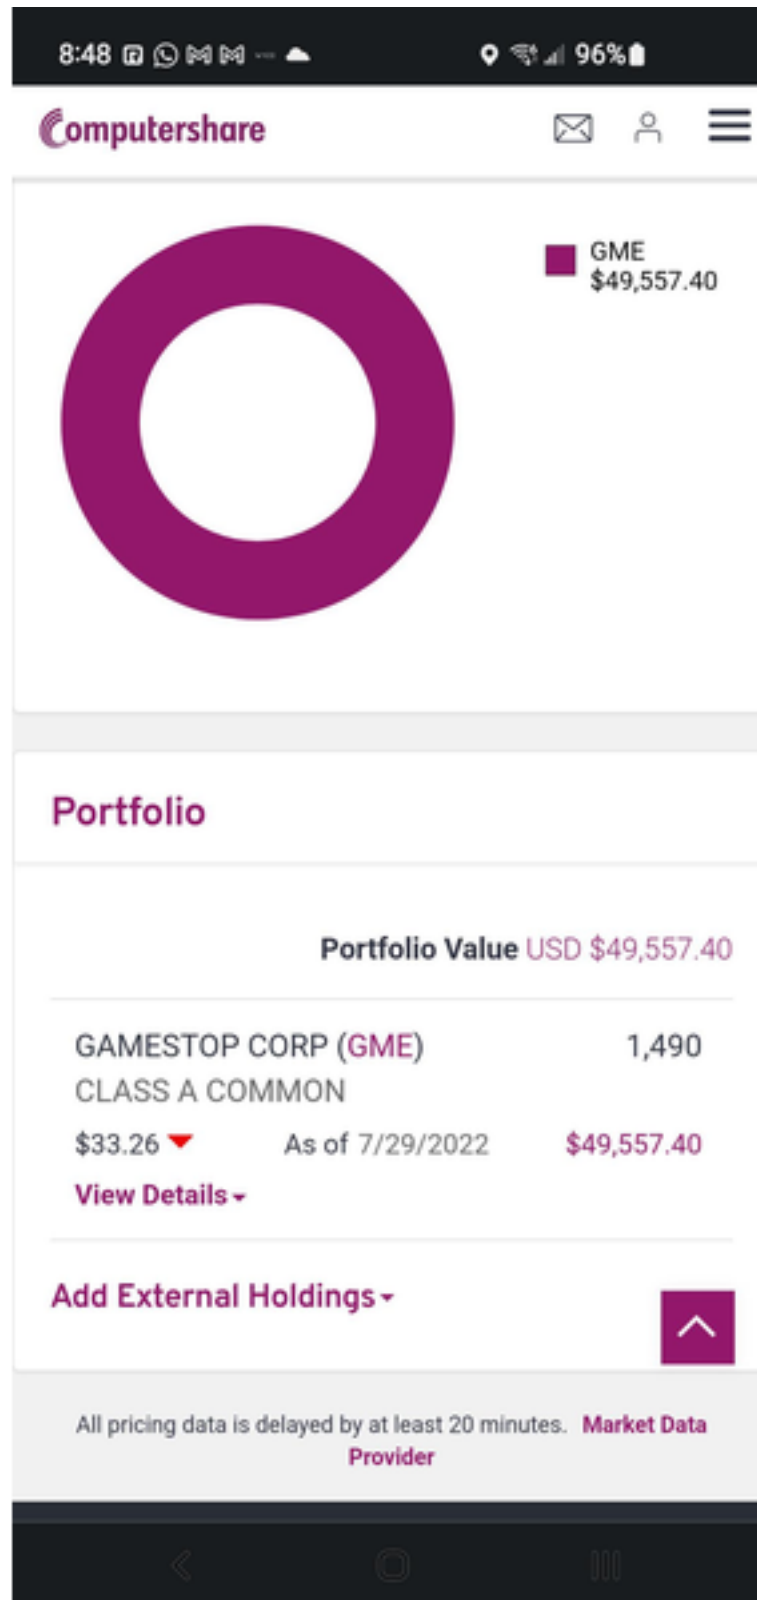 8:48 96%
Computershare
GME
$49,557.40
Portfolio
Portfolio Value USD $49,557.40
GAMESTOP CORP (GME) 1,490
CLASS A COMMON
$33.26 As of 7/29/2022 $49,557.40
View Details
Add External Holdings
All pricing data is delayed by at least 20 minutes. Market Data
Provider